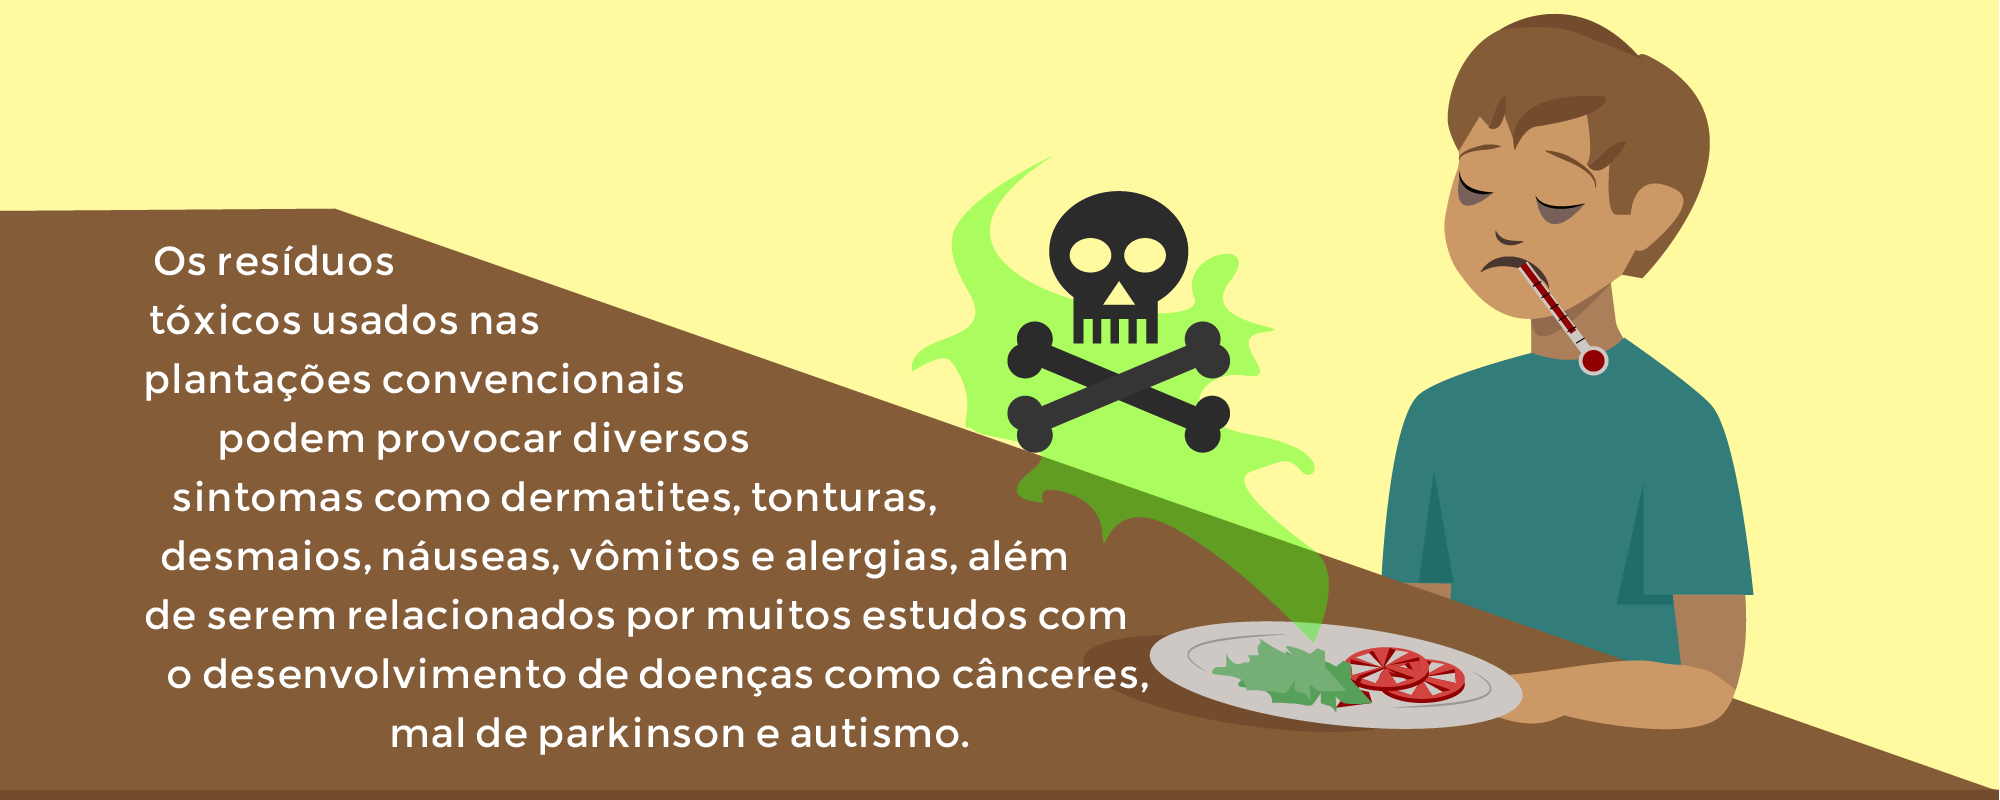 Os resíduos
tóxicos usados nas
plantações convencionais
podem provocar diversos
sintomas como dermatites, tonturas,
desmaios, náuseas, vômitos e alergias, além
de serem relacionados por muitos estudos com
o desenvolvimento de doenças como cânceres,
mal de parkinson e autismo.